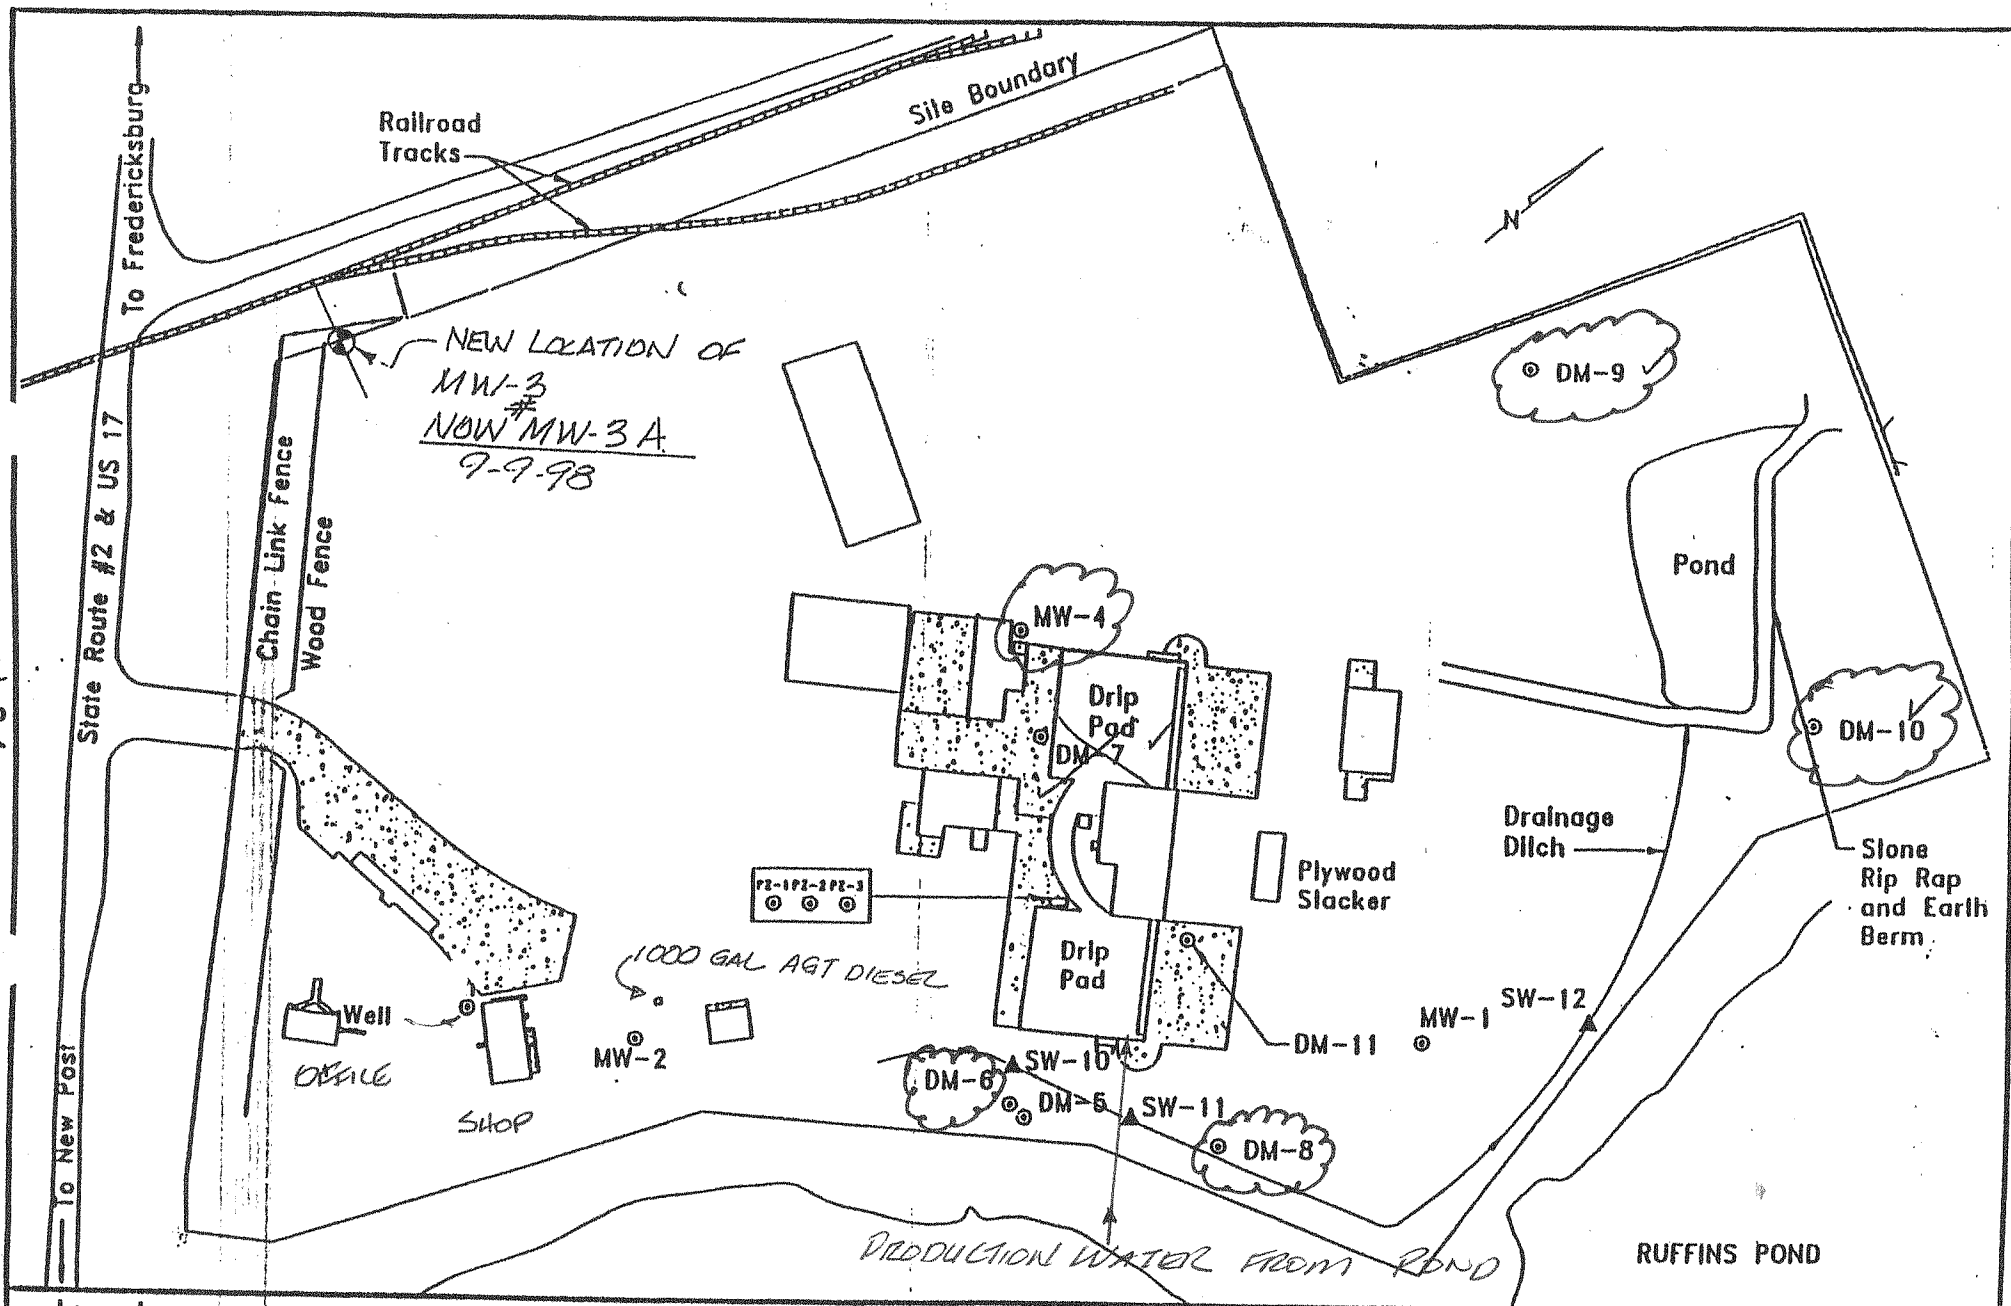 To Fredericksburg
Railroad
Tracks
Site Boundary
N
NEW LOCATION OF
MW-3
#
NOW MW-3A
9-9-98
DM-9
State Route #2 & US 17
Chain Link Fence
Wood Fence
Pond
MW-4
Drip
Pad
DM-7
DM-10
Drainage
Ditch
Stone
Rip Rap
and Earth
Berm
Plywood
Stacker
PZ-1 PZ-2 PZ-3
1000 GAL AGT DIESEL
Drip
Pad
Well
OFFICE
SHOP
MW-2
DM-11
MW-1
SW-12
SW-10
DM-6
DM-5
SW-11
DM-8
To New Post
PRODUCTION WATER FROM POND
RUFFINS POND